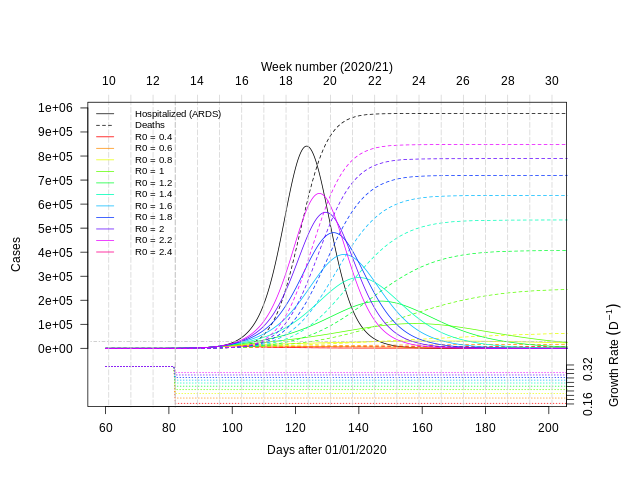 Week number (2020/21)
10 12 14 16 18 20 22 24 26 28 30
1e+06
9e+05
8e+05
7e+05
6e+05
5e+05
4e+05
3e+05
2e+05
1e+05
0e+00
Cases
Hospitalized (ARDS)
Deaths
R0 = 0.4
R0 = 0.6
R0 = 0.8
R0 = 1
R0 = 1.2
R0 = 1.4
R0 = 1.6
R0 = 1.8
R0 = 2
R0 = 2.2
R0 = 2.4
0.32
0.16
Growth Rate (D⁻¹)
60 80 100 120 140 160 180 200
Days after 01/01/2020